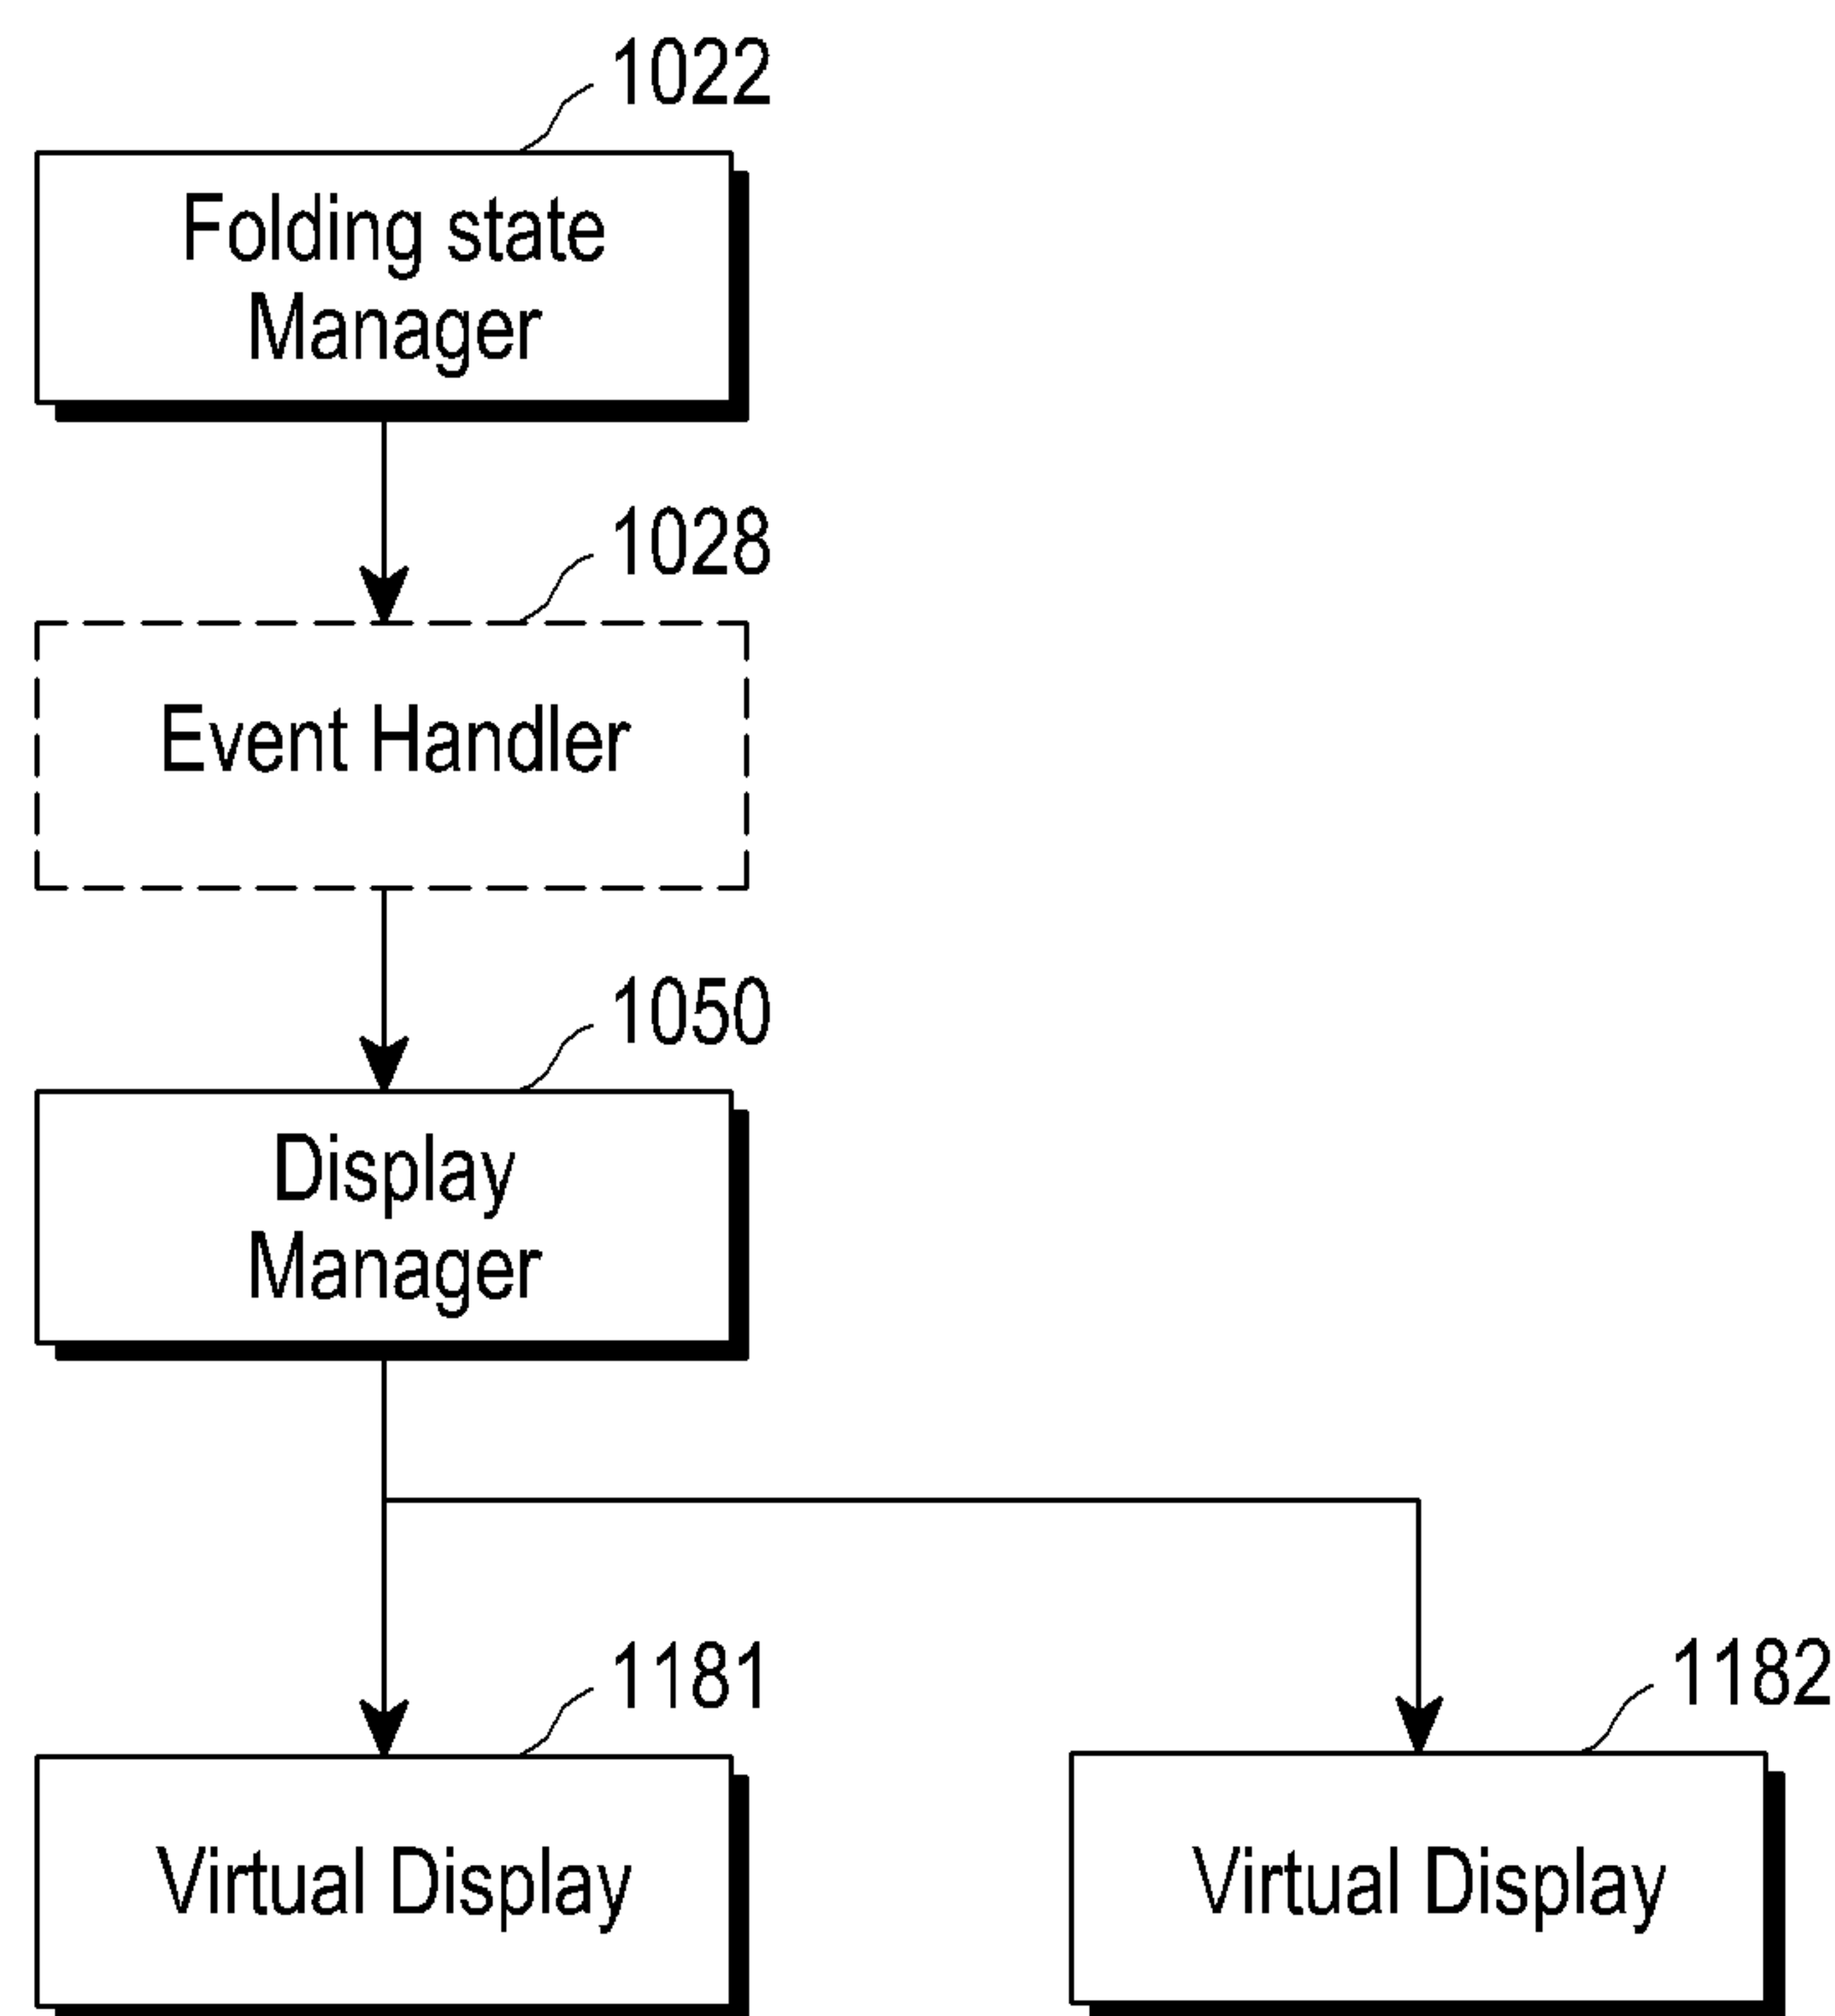 1022
Folding state
Manager
1028
Event Handler
1050
Display
Manager
1181
1182
Virtual Display
Virtual Display